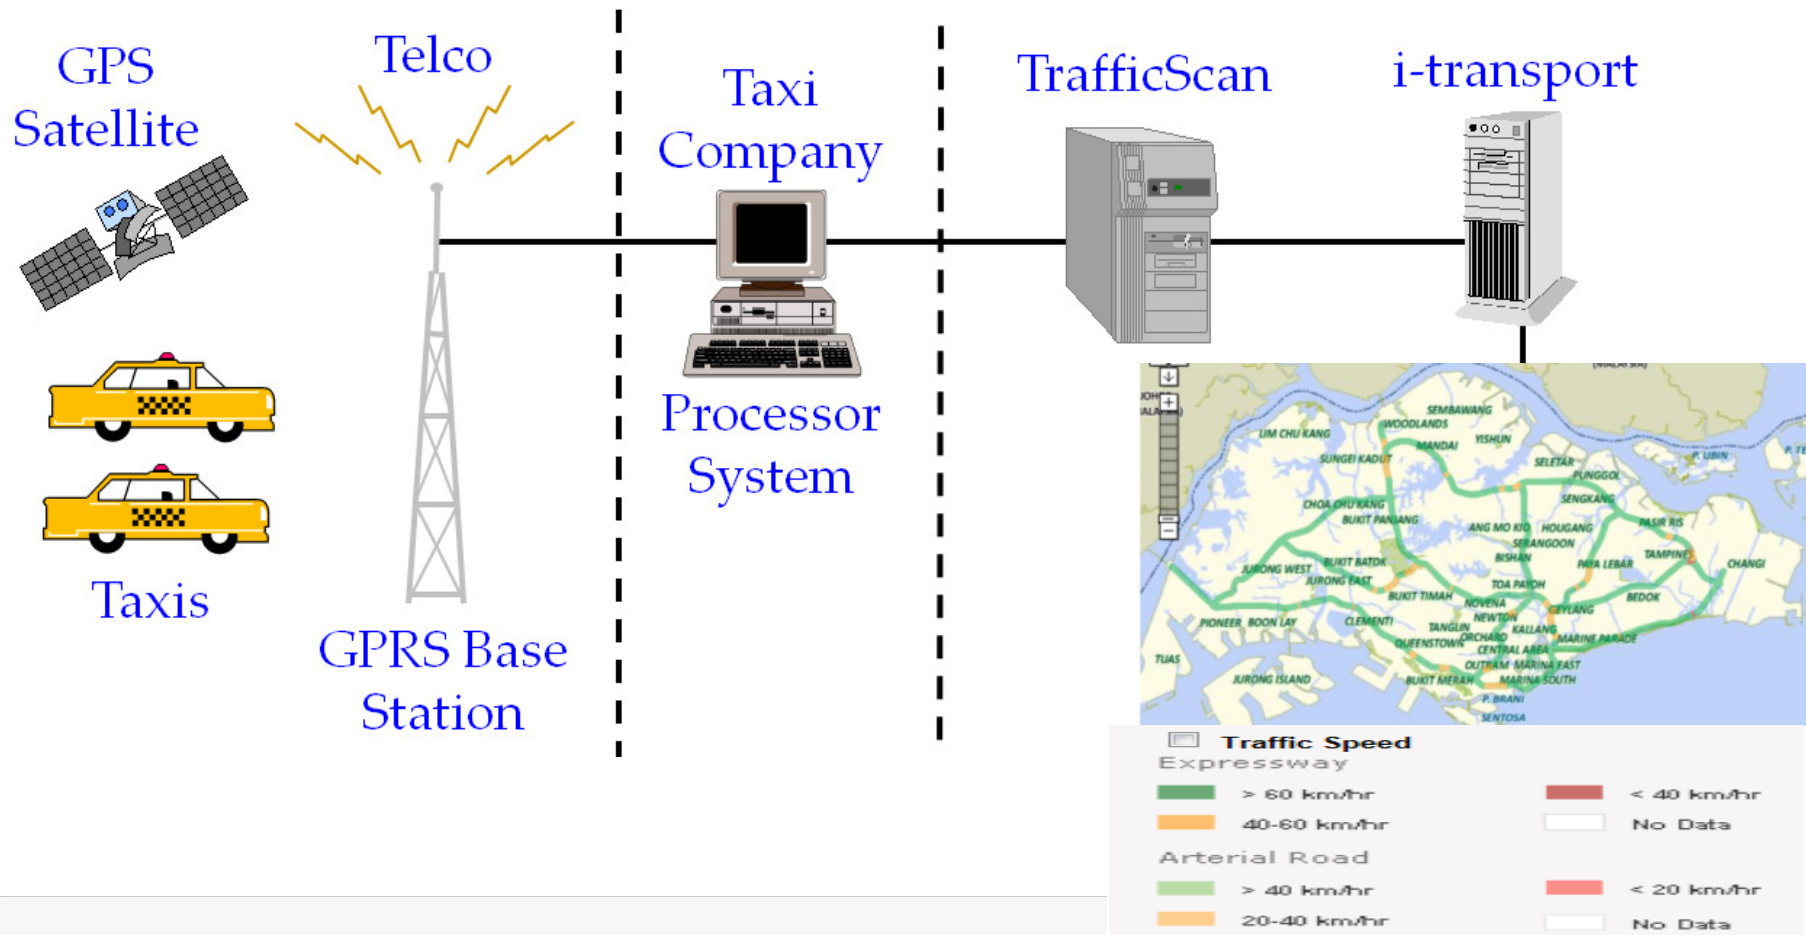 GPS
Satellite
Taxis
Telco
GPRS Base
Station
Taxi
Company
Processor
System
TrafficScan
i-transport
(MALAYSIA)
SEMBAWANG
WOODLANDS
LIM CHU KANG
MANDAI
YISHUN
SUNGEI KADUT
SELETAR
P. UBIN
PUNGGOL
SENGKANG
CHOA CHU KANG
BUKIT PANJANG
ANG MO KIO
HOUGANG
PASIR RIS
SERANGOON
BISHAN
TAMPINES
CHANGI
BUKIT BATOK
JURONG WEST
PAYA LEBAR
JURONG EAST
TOA PAYOH
BUKIT TIMAH
NOVENA
BEDOK
NEWTON
GEYLANG
PIONEER
BOON LAY
CLEMENTI
TANGLIN
KALLANG
ORCHARD
MARINE PARADE
QUEENSTOWN
CENTRAL AREA
TUAS
OUTRAM
MARINA EAST
JURONG ISLAND
BUKIT MERAH
MARINA SOUTH
P. BRANI
SENTOSA
Traffic Speed
Expressway
> 60 km/hr
< 40 km/hr
40-60 km/hr
No Data
Arterial Road
> 40 km/hr
< 20 km/hr
20-40 km/hr
No Data